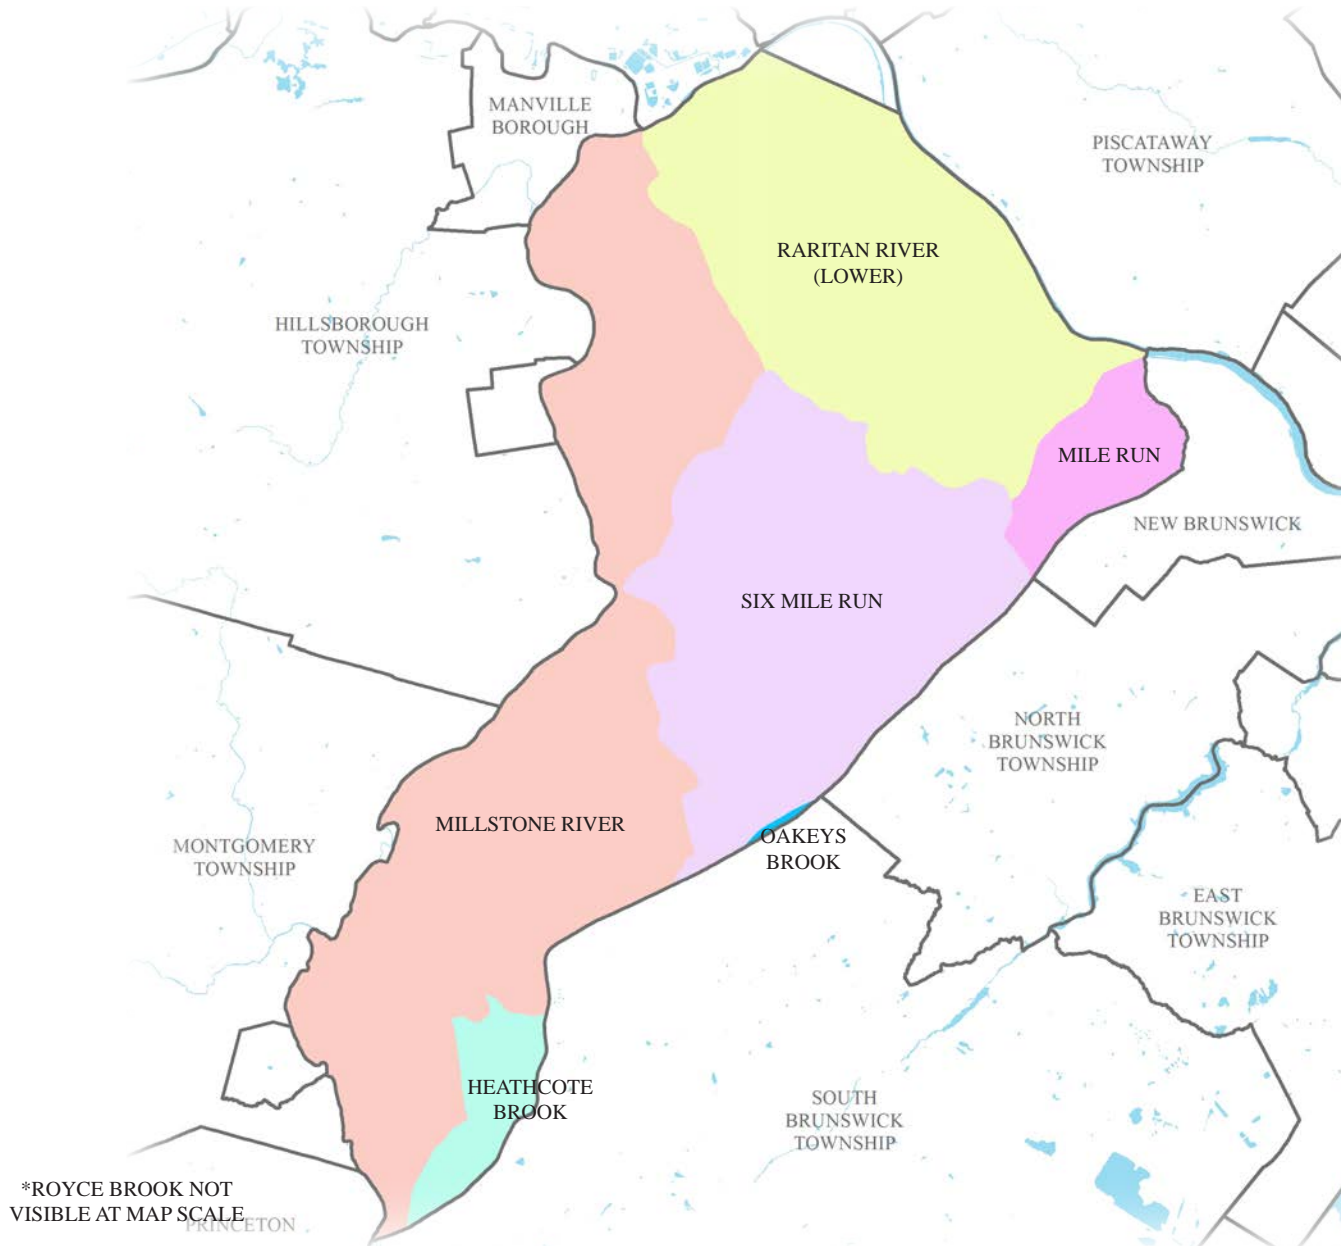 MANVILLE
BOROUGH
PISCATAWAY
TOWNSHIP
RARITAN RIVER
(LOWER)
HILLSBOROUGH
TOWNSHIP
MILE RUN
NEW BRUNSWICK
SIX MILE RUN
NORTH
BRUNSWICK
TOWNSHIP
MILLSTONE RIVER
OAKEYS
BROOK
MONTGOMERY
TOWNSHIP
EAST
BRUNSWICK
TOWNSHIP
HEATHCOTE
BROOK
SOUTH
BRUNSWICK
TOWNSHIP
*ROYCE BROOK NOT
VISIBLE AT MAP SCALE
PRINCETON